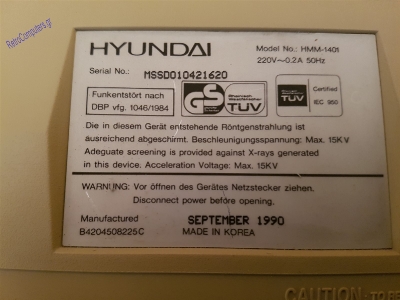 RetroComputers.gr
HYUNDAI
Model No.: HMM-1401
220V~0.2A 50Hz
Serial No.: MSSD010421620
Funkentstört nach
DBP vfg. 1046/1984
GS
TÜV
TÜV
Certified
IEC 950
Die in diesem Gerät entstehende Röntgenstrahlung ist
ausreichend abgeschirmt. Beschleunigungsspannung: Max. 15KV
Adequate screening is provided against X-rays generated
in this device. Acceleration Voltage: Max. 15KV
WARNUNG: Vor öffnen des Gerätes Netzstecker ziehen.
Disconnect power before opening.
Manufactured SEPTEMBER 1990
B4204508225C MADE IN KOREA
CAUTION